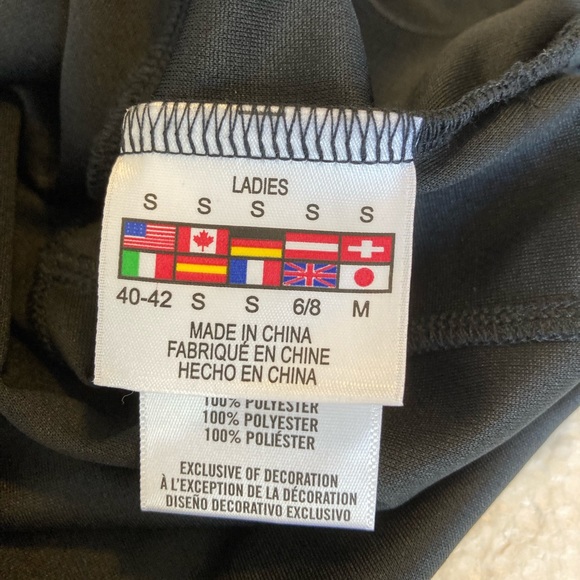 LADIES
S S S S S
40-42 S S 6/8 M
MADE IN CHINA
FABRIQUÉ EN CHINE
HECHO EN CHINA
100% POLYESTER
100% POLYESTER
100% POLIÉSTER
EXCLUSIVE OF DECORATION
À L'EXCEPTION DE LA DÉCORATION
DISEÑO DECORATIVO EXCLUSIVO